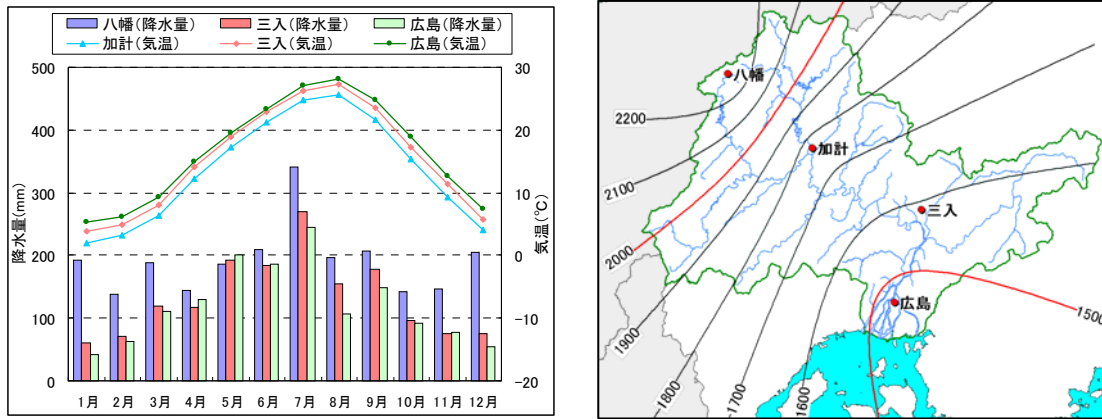 八幡(降水量) 三入(降水量) 広島(降水量)
加計(気温) 三入(気温) 広島(気温)
降水量(mm)
500
400
300
200
100
0
気温(℃)
30
20
10
0
-10
-20
1月 2月 3月 4月 5月 6月 7月 8月 9月 10月 11月 12月
八幡
加計
三入
広島
2200
2100
2000
1900
1800
1700
1600
1500